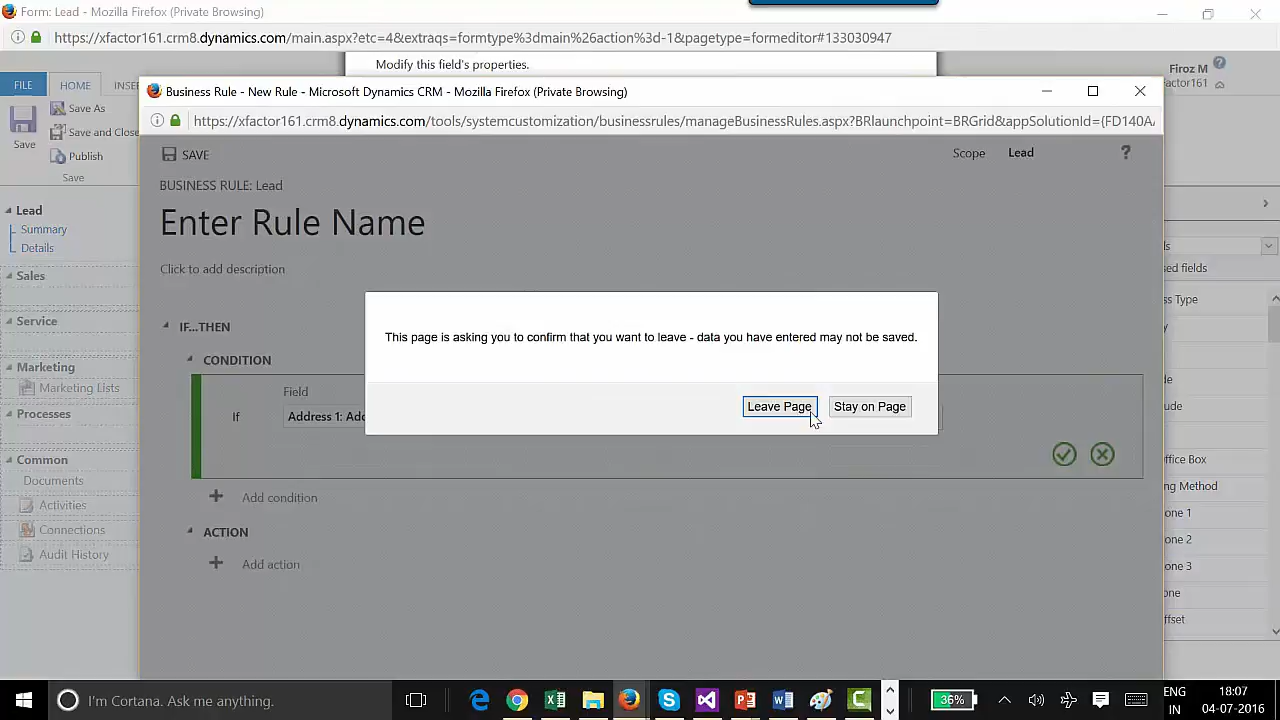 Form: Lead - Mozilla Firefox (Private Browsing)
https://xfactor161.crm8.dynamics.com/main.aspx?etc=4&extraqs=formtype%3dmain%26action%3d-1&pagetype=formeditor#133030947
Modify this field's properties.
FILE
HOME
INSE
Firoz M
actor161
Save
Save As
Save and Close
Publish
Save
Business Rule - New Rule - Microsoft Dynamics CRM - Mozilla Firefox (Private Browsing)
https://xfactor161.crm8.dynamics.com/tools/systemcustomization/businessrules/manageBusinessRules.aspx?BRlaunchpoint=BRGrid&appSolutionId={FD140A
SAVE
Scope
Lead
?
BUSINESS RULE: Lead
Enter Rule Name
Click to add description
Lead
Summary
Details
Sales
Service
Marketing
Marketing Lists
Processes
Common
Documents
Activities
Connections
Audit History
IF...THEN
CONDITION
Field
If
Address 1: Add
This page is asking you to confirm that you want to leave - data you have entered may not be saved.
Leave Page
Stay on Page
Add condition
ACTION
Add action
ls
sed fields
ss Type
y
de
ude
ffice Box
ng Method
one 1
one 2
one 3
one
ffset
I'm Cortana. Ask me anything.
36%
ENG
IN
18:07
04-07-2016